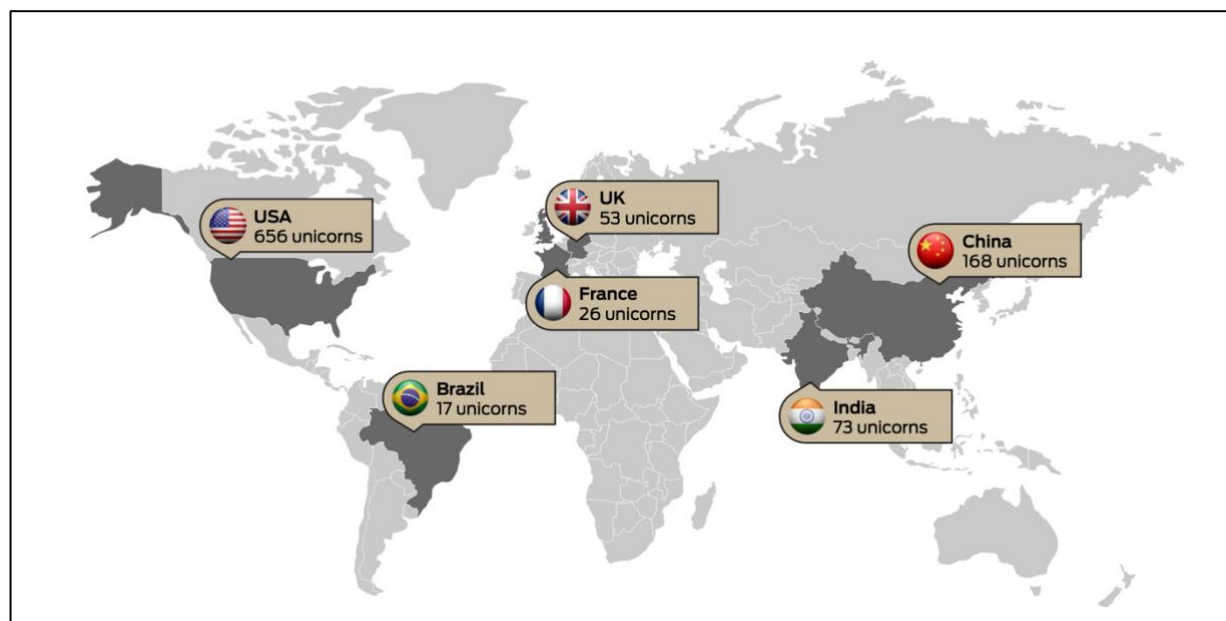 USA
656 unicorns
UK
53 unicorns
China
168 unicorns
France
26 unicorns
Brazil
17 unicorns
India
73 unicorns